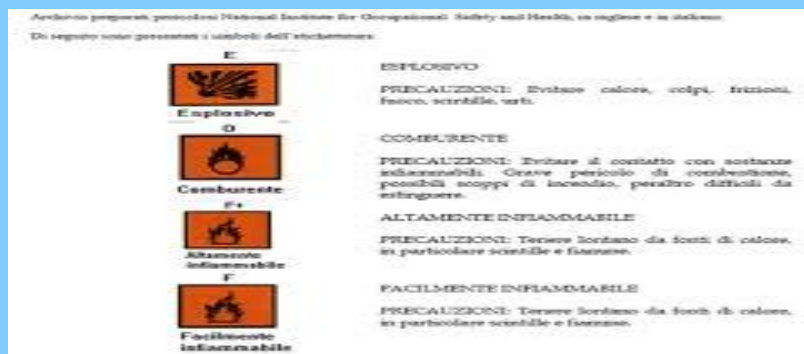 Archivio preparati pericolosi National Institute for Occupational Safety and Health, in inglese e in italiano.
Di seguito sono presentati i simboli dell'etichettatura
E
Esplosivo
ESPLOSIVO
PRECAUZIONI: Evitare calore, colpi, frizioni,
fuoco, scintille, urti.
O
Comburente
COMBURENTE
PRECAUZIONI: Evitare il contatto con sostanze
infiammabili. Grave pericolo di combustione,
possibili scoppi di incendio, peraltro difficili da
estinguere.
F+
Altamente
infiammabile
ALTAMENTE INFIAMMABILE
PRECAUZIONI: Tenere lontano da fonti di calore,
in particolare scintille e fiamme.
F
Facilmente
infiammabile
FACILMENTE INFIAMMABILE
PRECAUZIONI: Tenere lontano da fonti di calore,
in particolare scintille e fiamme.